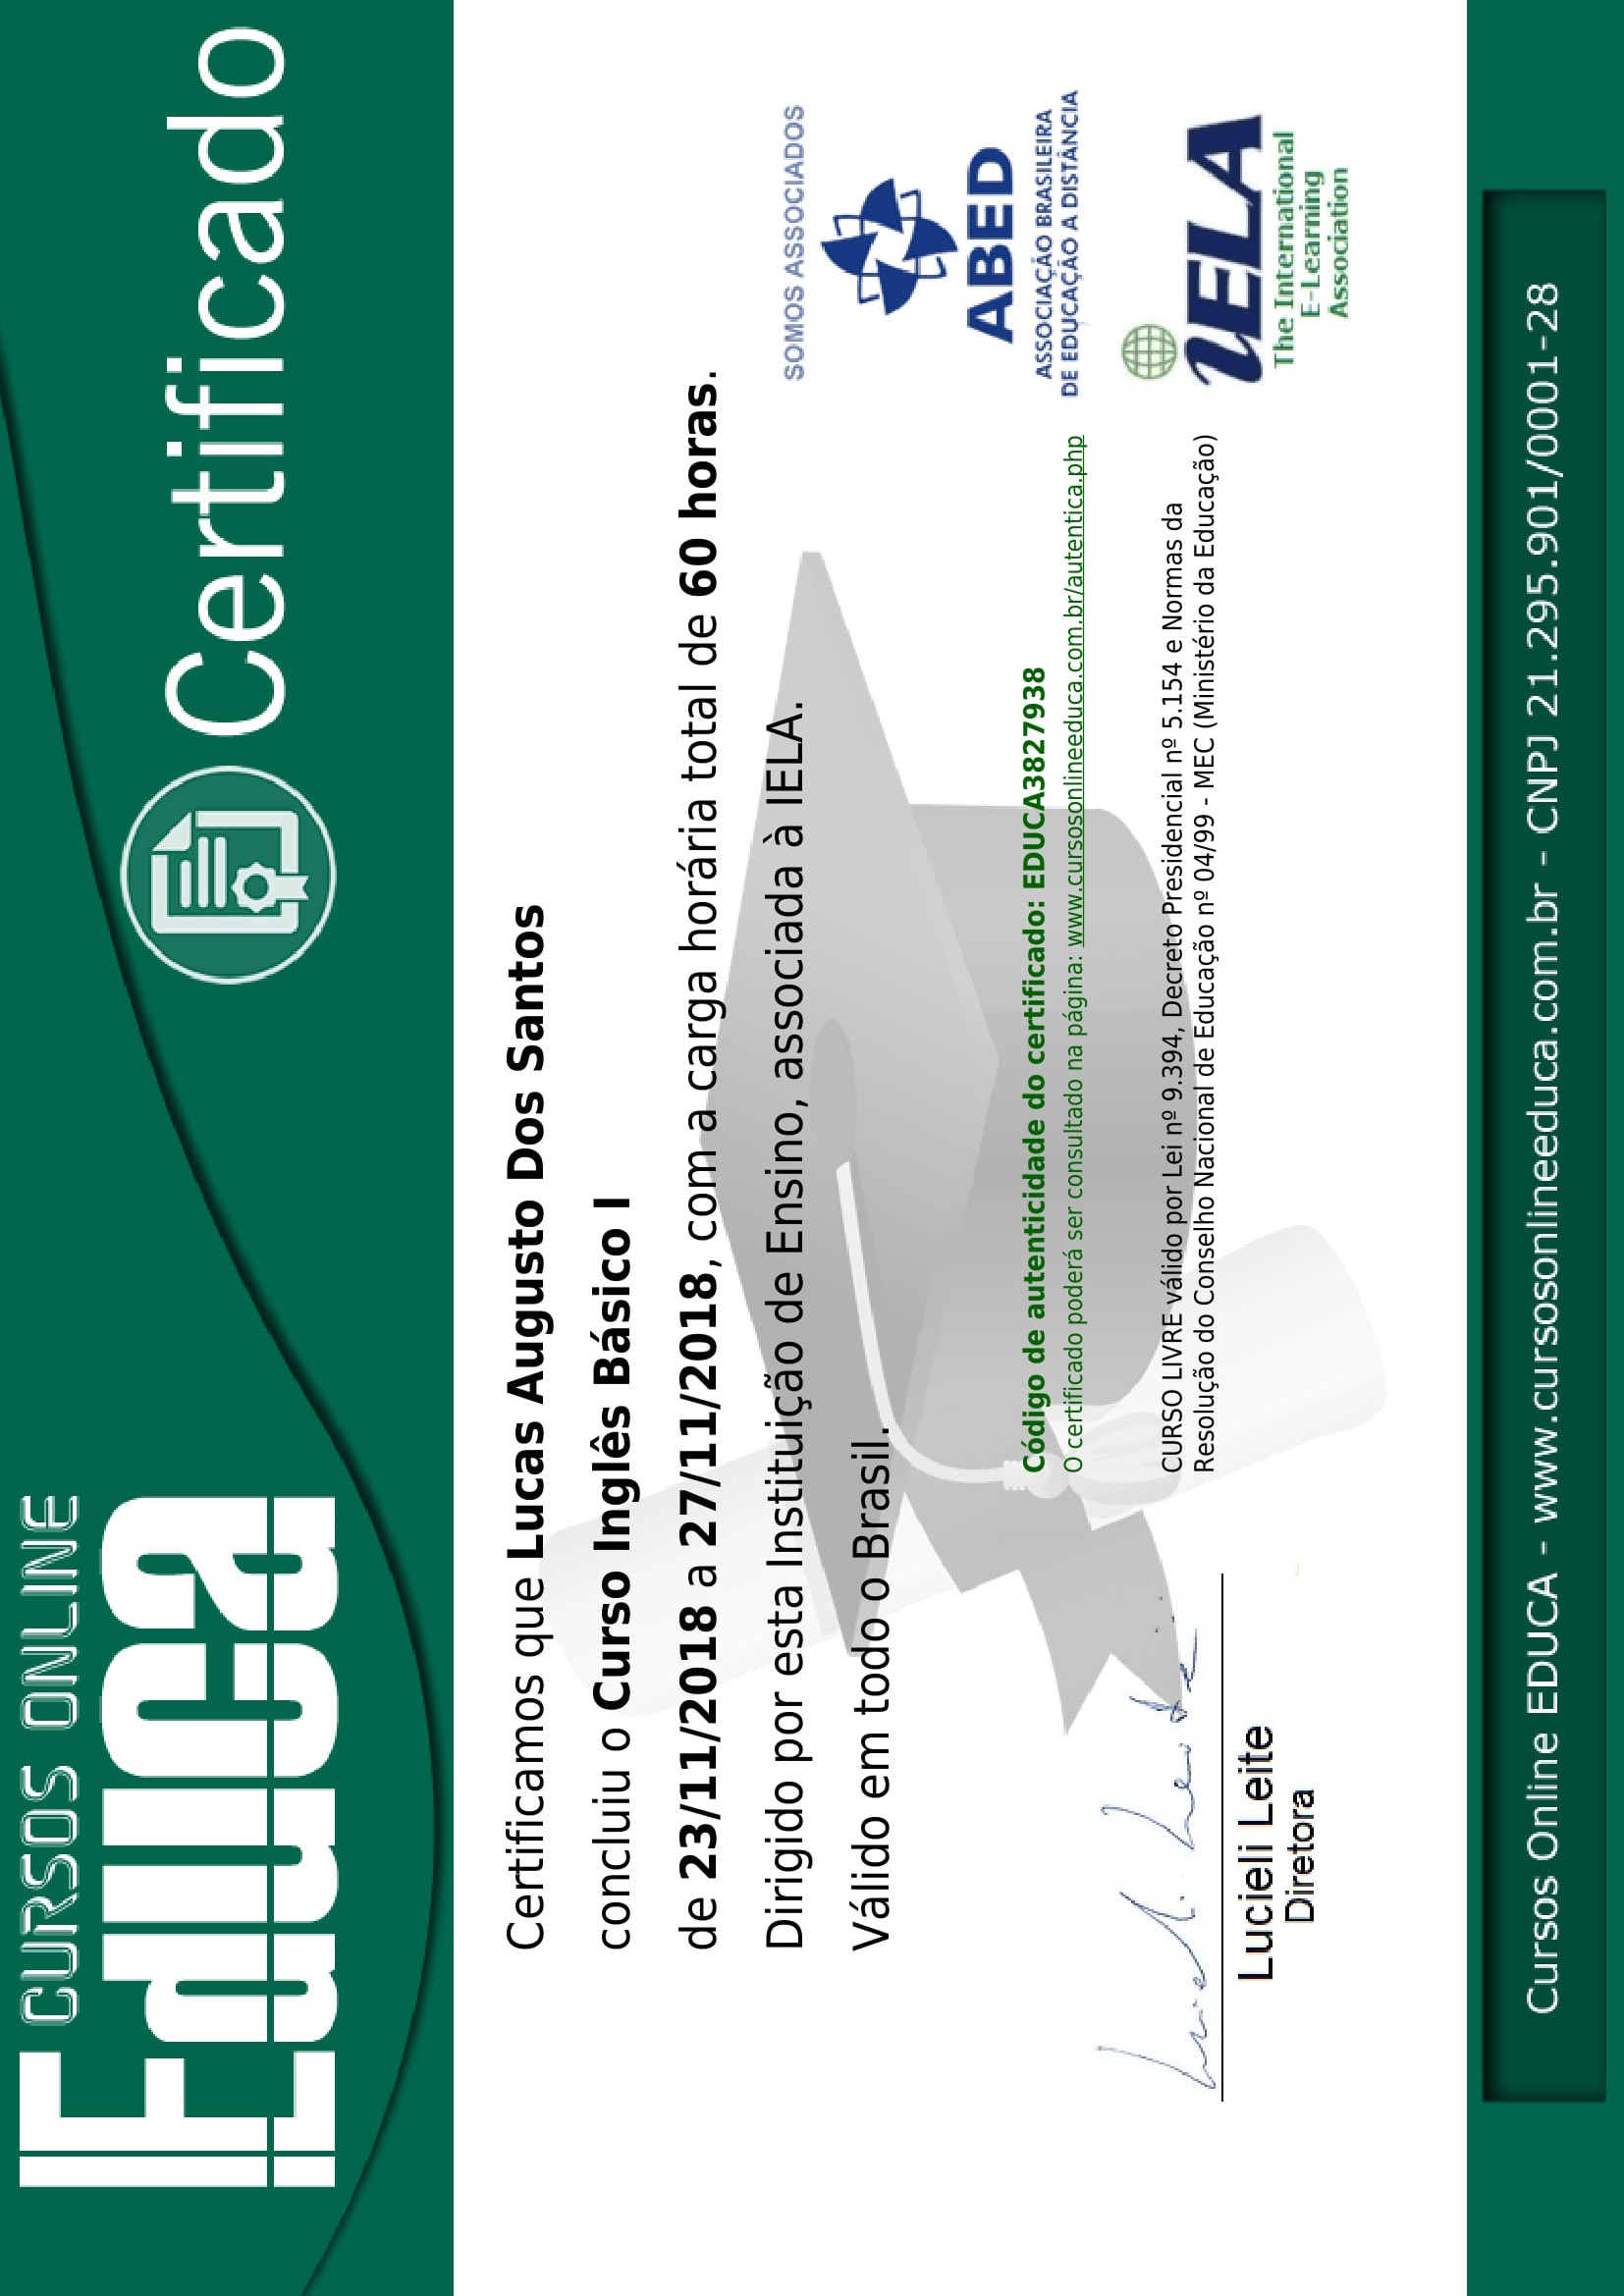 CURSOS ONLINE
Educa
Certificado
Certificamos que Lucas Augusto Dos Santos
concluiu o Curso Inglês Básico I
de 23/11/2018 a 27/11/2018, com a carga horária total de 60 horas.
Dirigido por esta Instituição de Ensino, associada à IELA.
Válido em todo o Brasil.
SOMOS ASSOCIADOS
ABED
ASSOCIAÇÃO BRASILEIRA
DE EDUCAÇÃO A DISTÂNCIA
Código de autenticidade do certificado: EDUCA3827938
O certificado poderá ser consultado na página: www.cursosonlineeduca.com.br/autentica.php
CURSO LIVRE válido por Lei nº 9.394, Decreto Presidencial nº 5.154 e Normas da
Resolução do Conselho Nacional de Educação nº 04/99 - MEC (Ministério da Educação)
iELA
The International
E-Learning
Association
Lucieli Leite
Diretora
Cursos Online EDUCA - www.cursosonlineeduca.com.br - CNPJ 21.295.901/0001-28